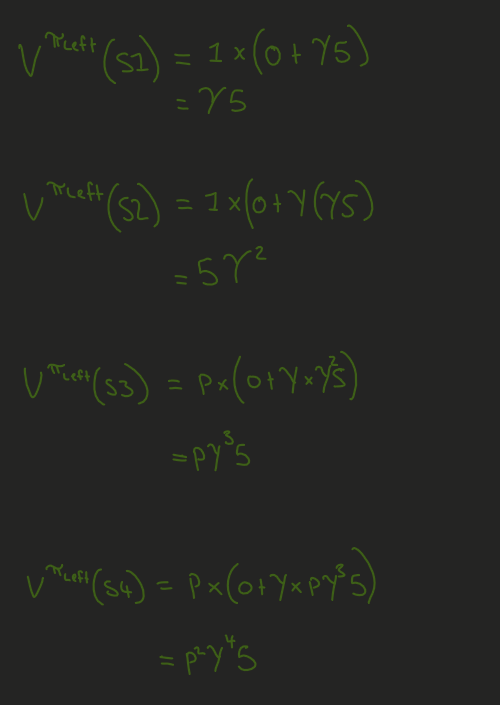 V^πLeft(S1) = 1×(0+γ5)
= γ5
V^πLeft(S2) = 1×(0+γ(γ5)
= 5γ²
V^πLeft(S3) = p×(0+γ×γ²5)
= pγ³5
V^πLeft(S4) = p×(0+γ×pγ³5)
= p²γ⁴5